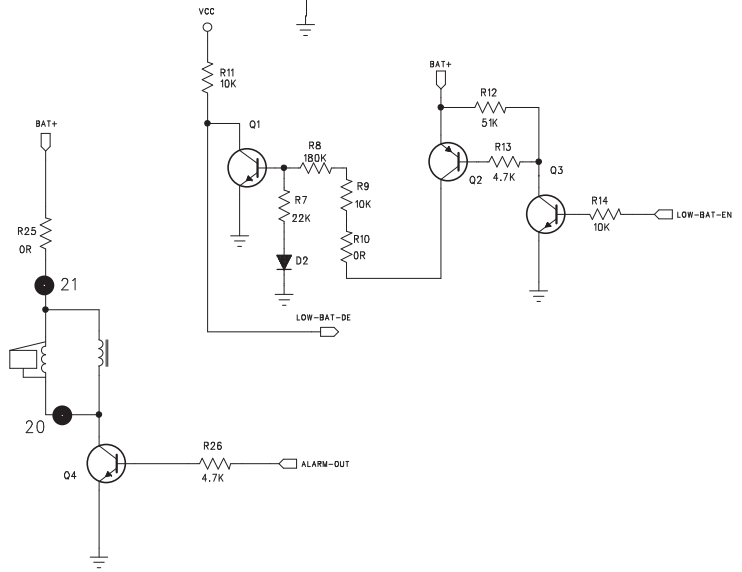 VCC
R11
10K
BAT+
R12
51K
BAT+
Q1
R8
180K
R13
4.7K
Q2
Q3
R9
10K
R7
22K
R14
10K
LOW-BAT-EN
R25
0R
R10
0R
D2
21
LOW-BAT-DE
20
R26
4.7K
ALARM-OUT
Q4